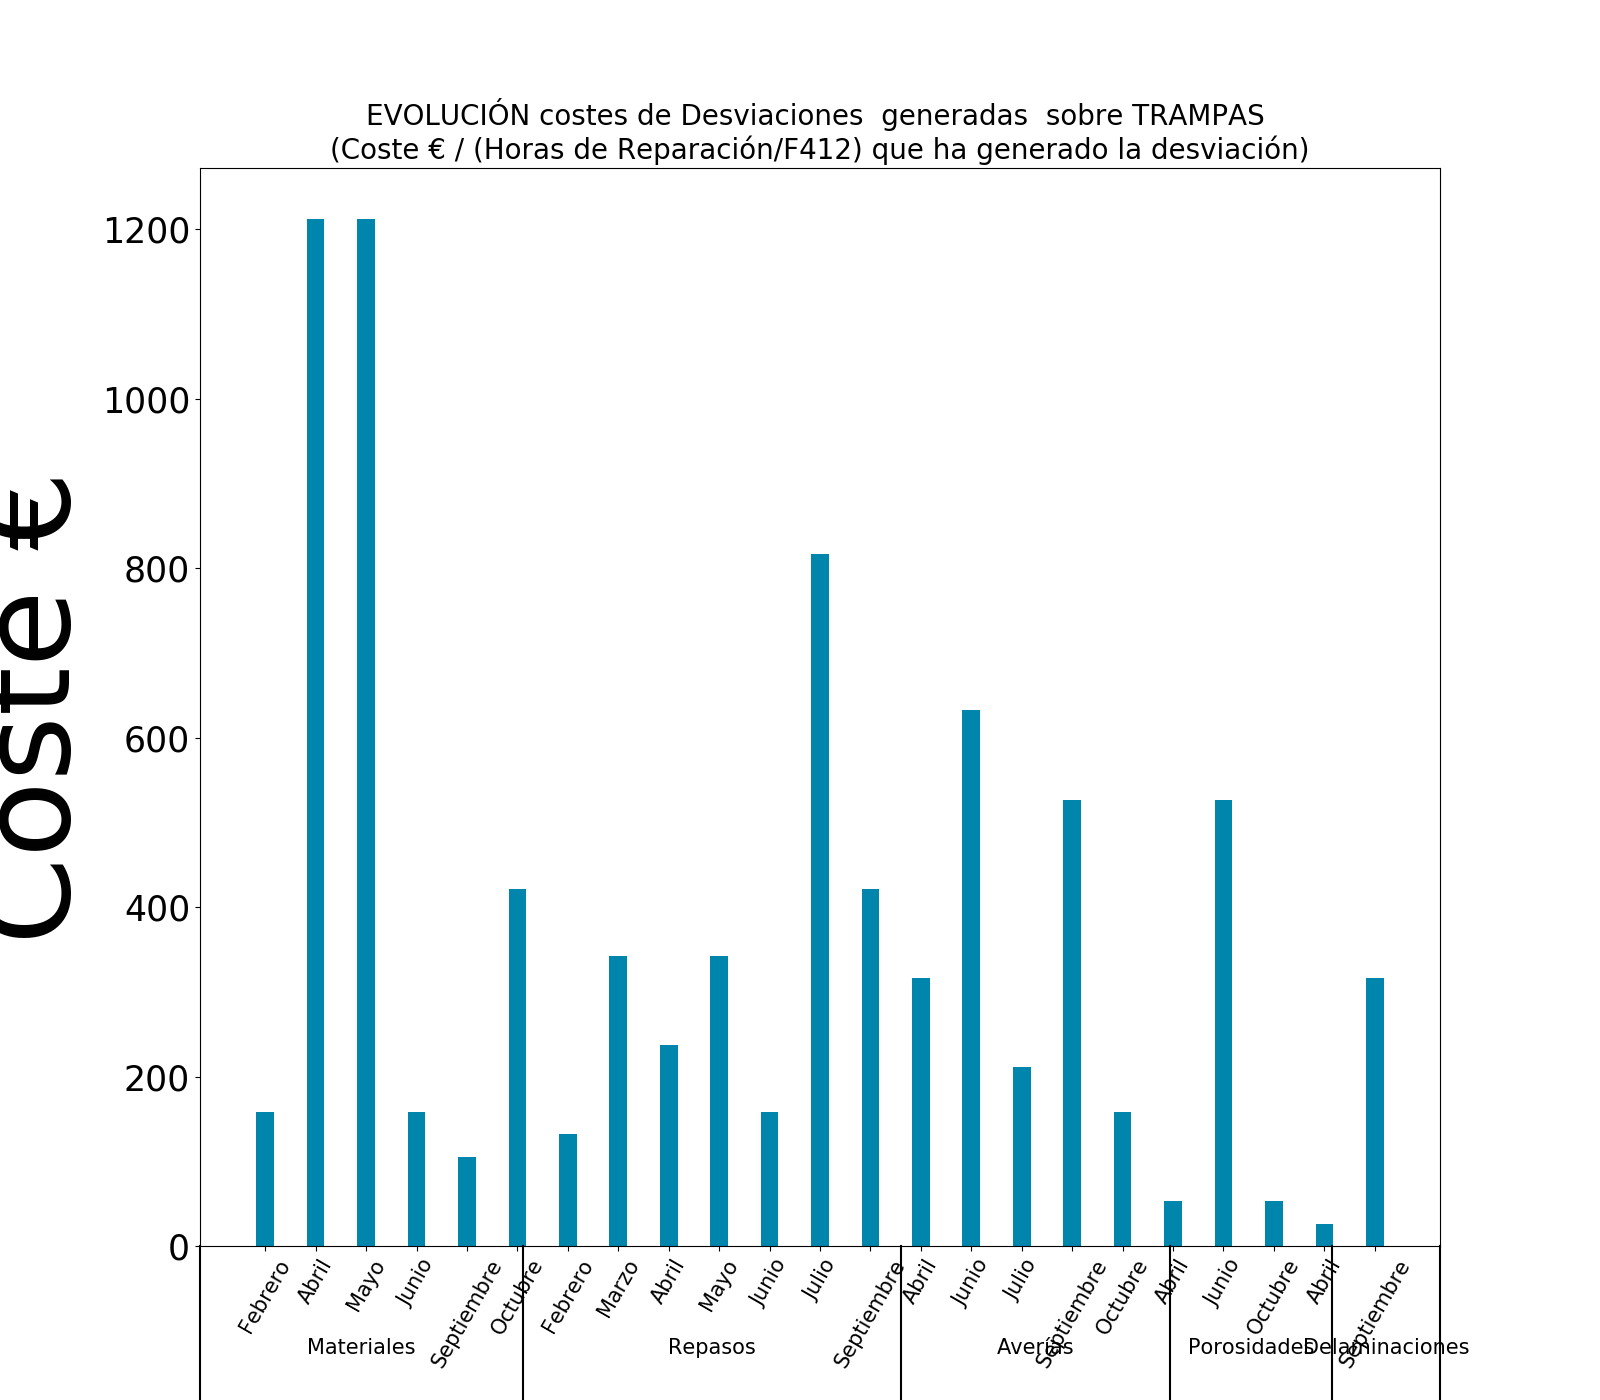 EVOLUCIÓN costes de Desviaciones generadas sobre TRAMPAS
(Coste € / (Horas de Reparación/F412) que ha generado la desviación)
Coste €
1200
1000
800
600
400
200
0
Febrero Abril Mayo Junio Septiembre Octubre Febrero Marzo Abril Mayo Junio Julio Septiembre Abril Junio Julio Septiembre Octubre Abril Junio Octubre Abril Septiembre
Materiales Repasos Averías Porosidades Delaminaciones